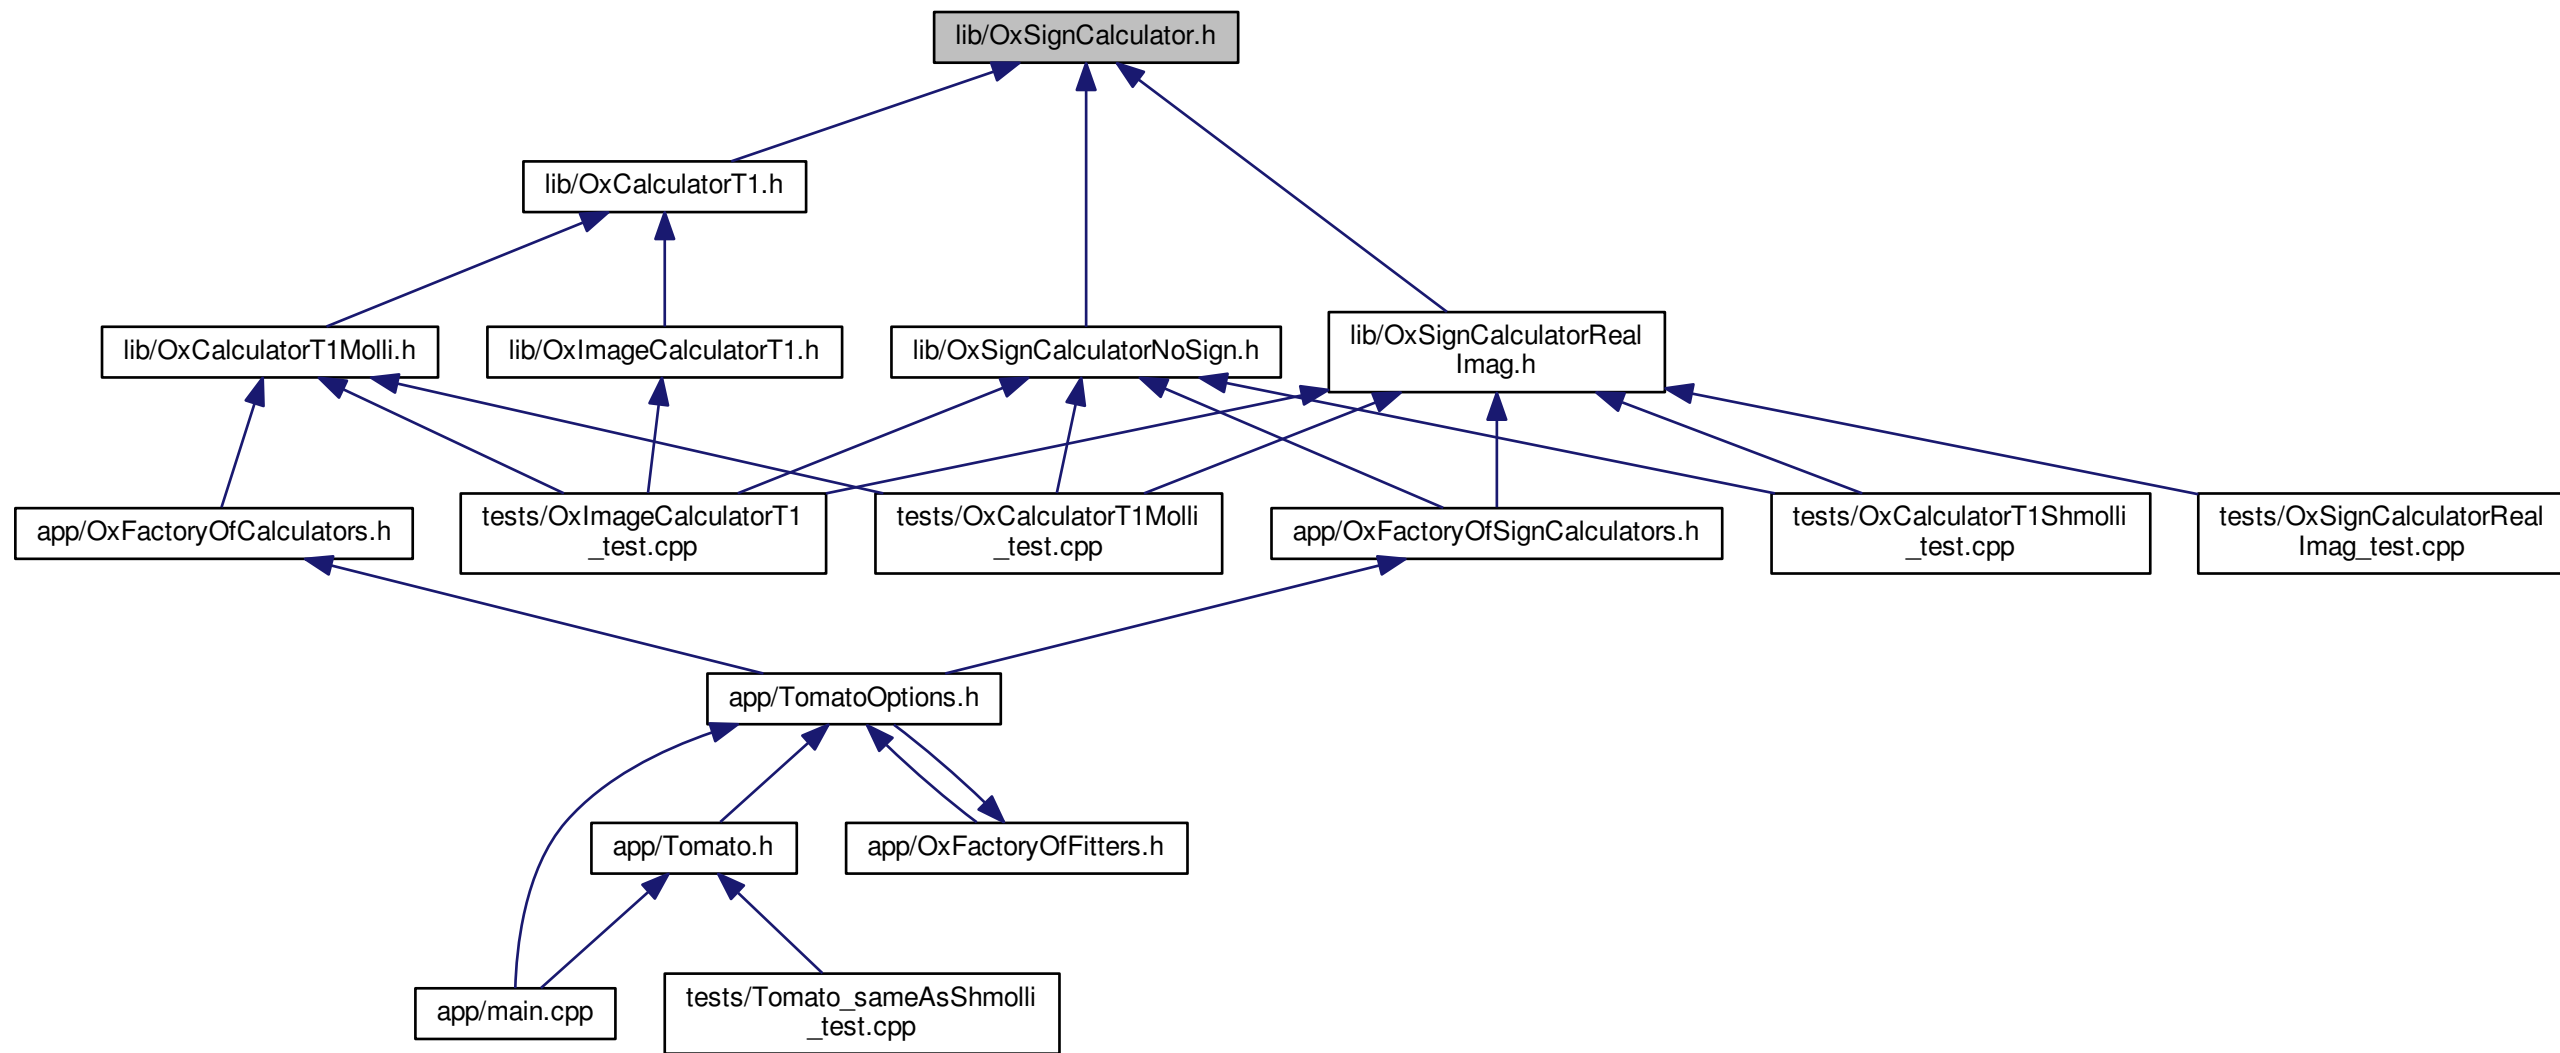 lib/OxSignCalculator.h
lib/OxCalculatorT1.h
lib/OxCalculatorT1Molli.h
lib/OxImageCalculatorT1.h
lib/OxSignCalculatorNoSign.h
lib/OxSignCalculatorReal
Imag.h
app/OxFactoryOfCalculators.h
tests/OxImageCalculatorT1
_test.cpp
tests/OxCalculatorT1Molli
_test.cpp
app/OxFactoryOfSignCalculators.h
tests/OxCalculatorT1Shmolli
_test.cpp
tests/OxSignCalculatorReal
Imag_test.cpp
app/TomatoOptions.h
app/Tomato.h
app/OxFactoryOfFitters.h
app/main.cpp
tests/Tomato_sameAsShmolli
_test.cpp